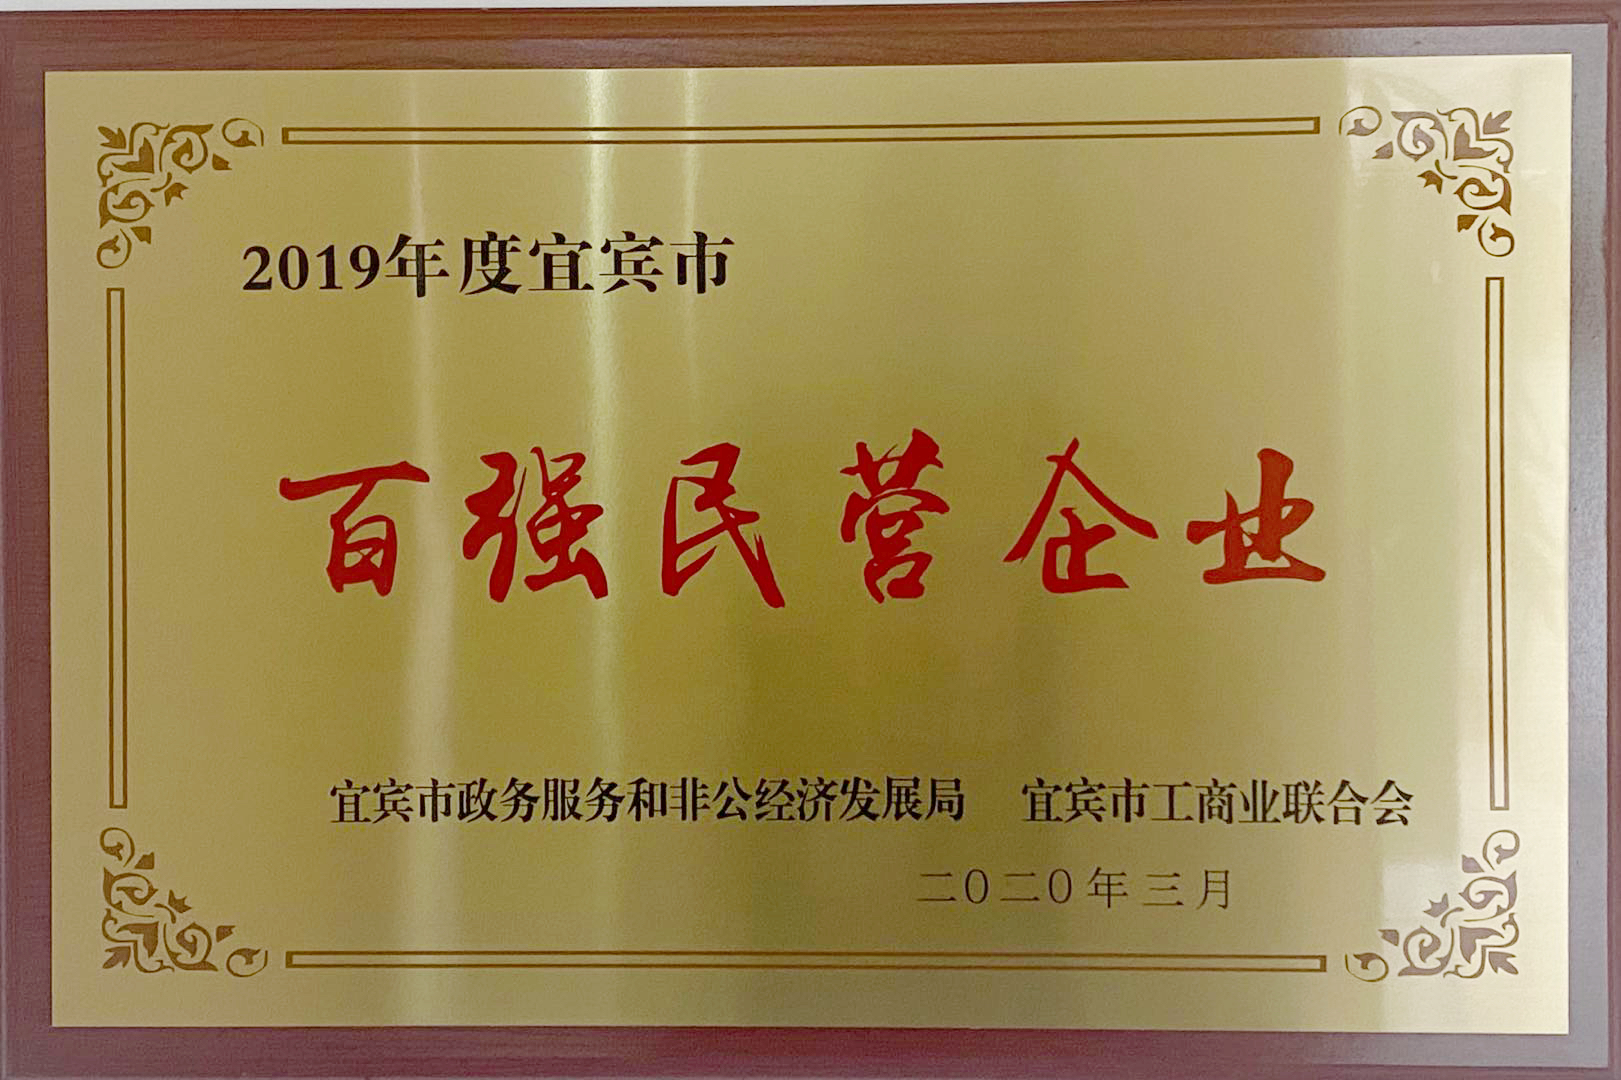 2019年度宜宾市
百强民营企业
宜宾市政务服务和非公经济发展局 宜宾市工商业联合会
二〇二〇年三月